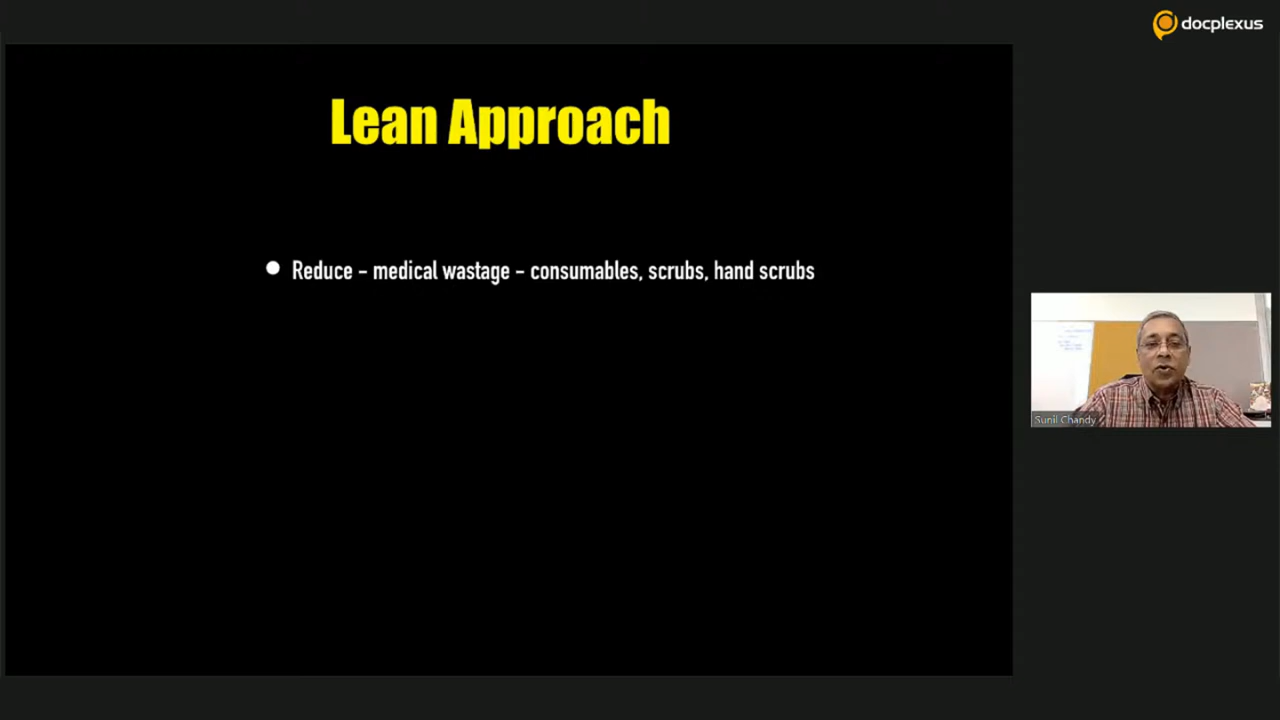 docplexus
Lean Approach
Reduce - medical wastage - consumables, scrubs, hand scrubs
Sunil Chandy